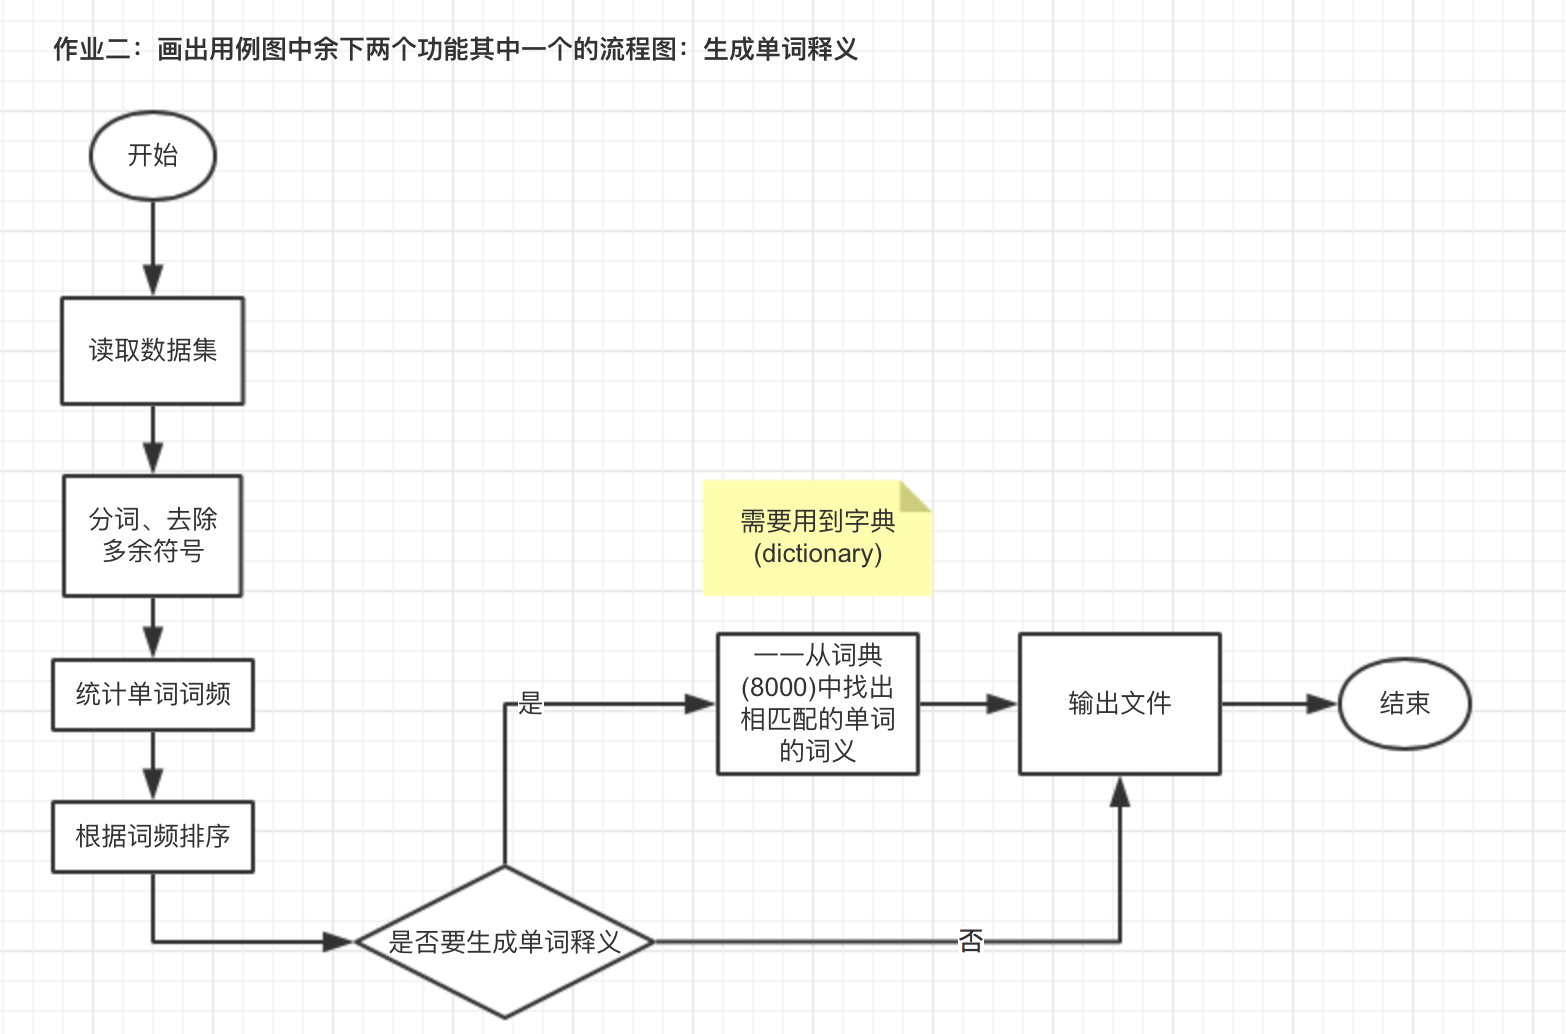 作业二：画出用例图中余下两个功能其中一个的流程图：生成单词释义
开始
读取数据集
分词、去除
多余符号
统计单词词频
根据词频排序
是否要生成单词释义
是
否
需要用到字典
(dictionary)
一一从词典
(8000)中找出
相匹配的单词
的词义
输出文件
结束